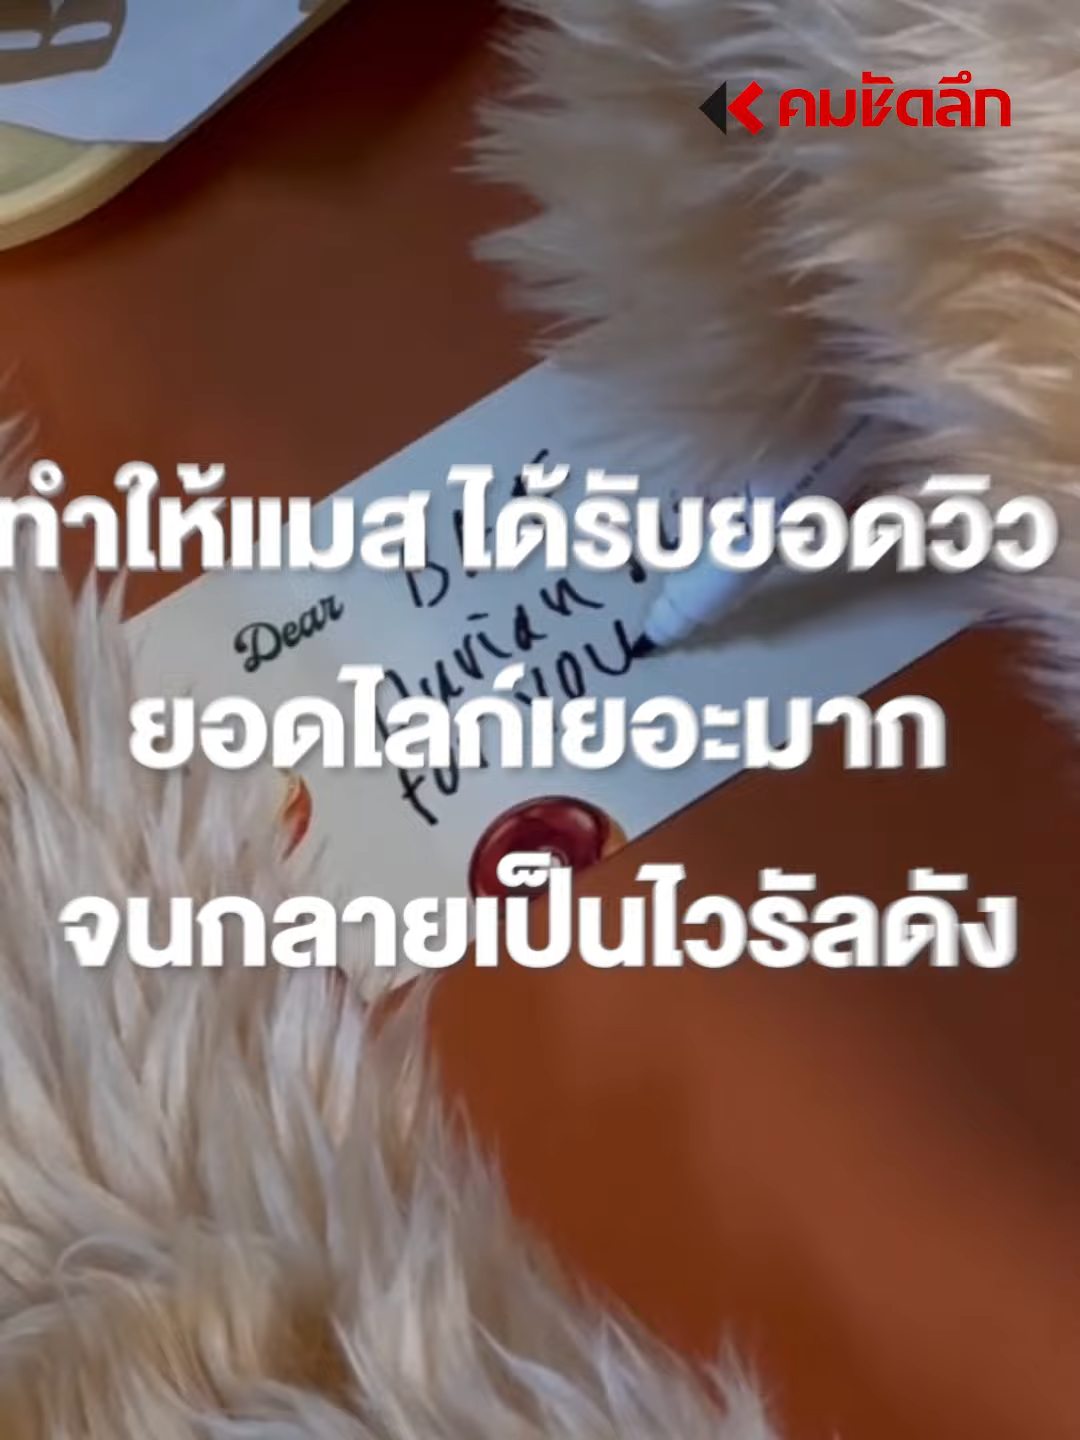 คมชัดลึก
ทำให้แมส ได้รับยอดวิว
ยอดไลก์เยอะมาก
จนกลายเป็นไวรัลดัง
Dear
Durian
for you